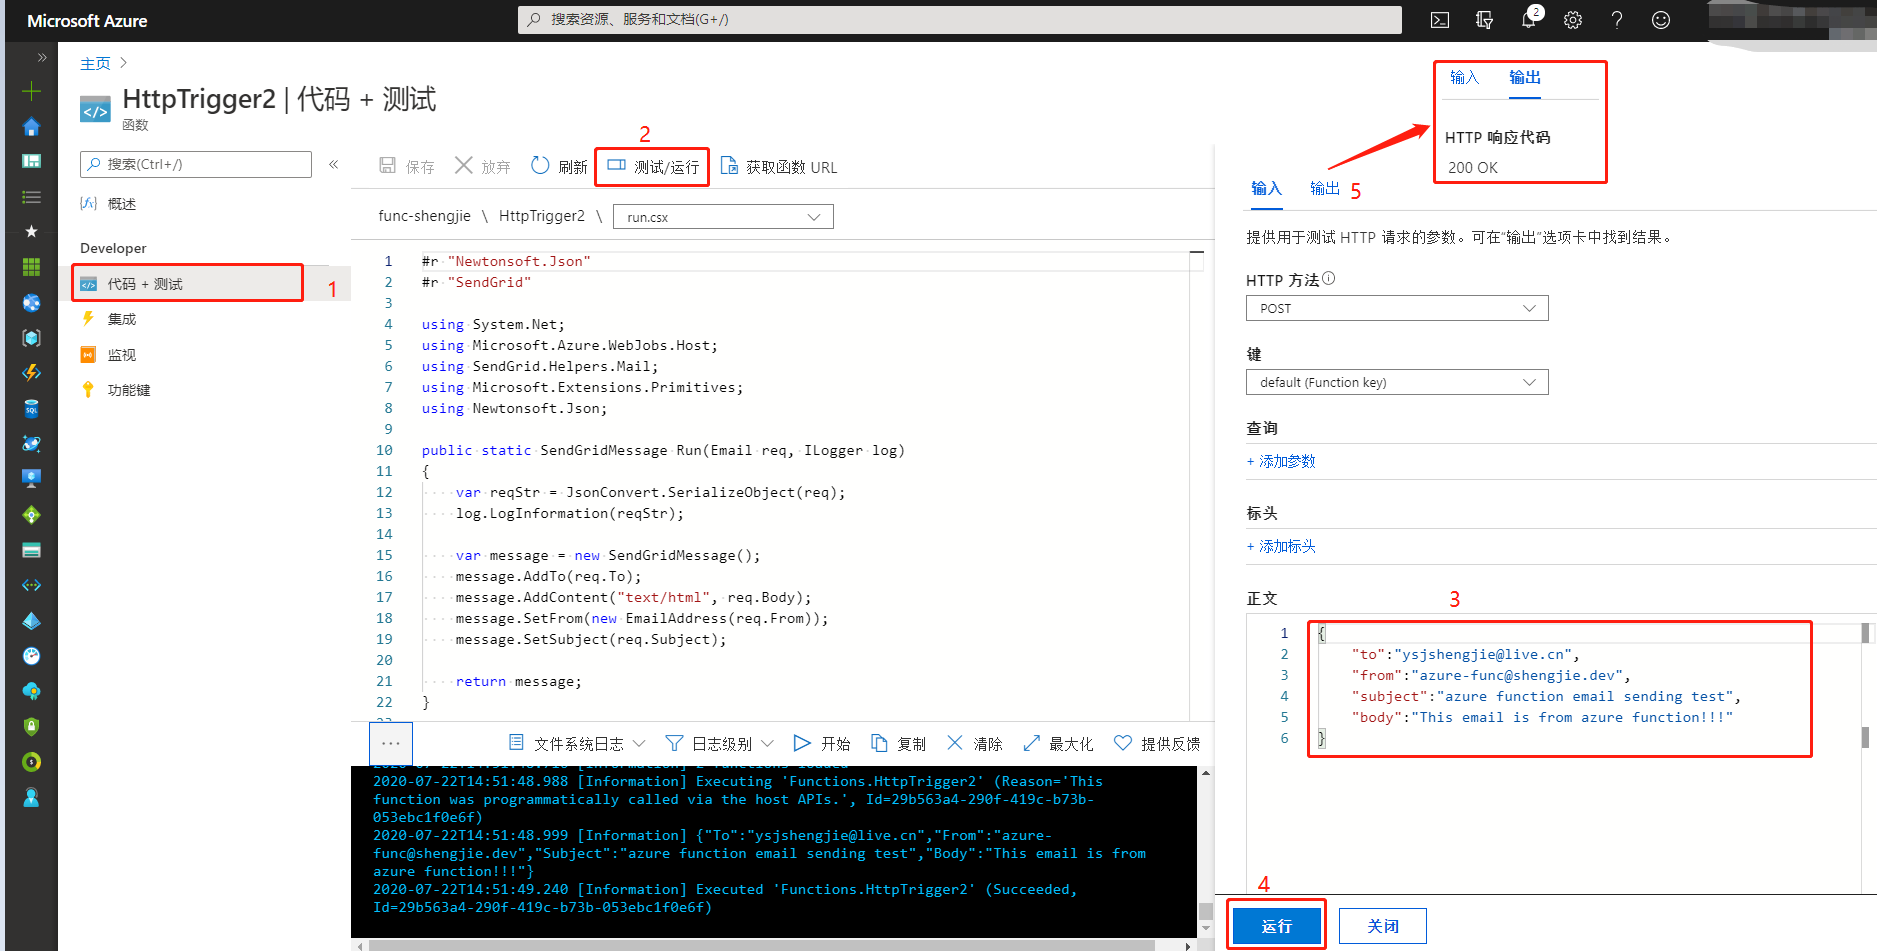 Microsoft Azure
搜索资源、服务和文档(G+/)
2
主页
HttpTrigger2 | 代码 + 测试
函数
搜索(Ctrl+/)
概述
Developer
代码 + 测试
1
集成
监视
功能键
2
保存
放弃
刷新
测试/运行
获取函数 URL
func-shengjie \ HttpTrigger2 \ run.csx
1 #r "Newtonsoft.Json"
2 #r "SendGrid"
3
4 using System.Net;
5 using Microsoft.Azure.WebJobs.Host;
6 using SendGrid.Helpers.Mail;
7 using Microsoft.Extensions.Primitives;
8 using Newtonsoft.Json;
9
10 public static SendGridMessage Run(Email req, ILogger log)
11 {
12 var reqStr = JsonConvert.SerializeObject(req);
13 log.LogInformation(reqStr);
14
15 var message = new SendGridMessage();
16 message.AddTo(req.To);
17 message.AddContent("text/html", req.Body);
18 message.SetFrom(new EmailAddress(req.From));
19 message.SetSubject(req.Subject);
20
21 return message;
22 }
文件系统日志
日志级别
开始
复制
清除
最大化
提供反馈
2020-07-22T14:51:48.988 [Information] Executing 'Functions.HttpTrigger2' (Reason='This
function was programmatically called via the host APIs.', Id=29b563a4-290f-419c-b73b-
053ebc1f0e6f)
2020-07-22T14:51:48.999 [Information] {"To":"ysjshengjie@live.cn","From":"azure-
func@shengjie.dev","Subject":"azure function email sending test","Body":"This email is from
azure function!!!"}
2020-07-22T14:51:49.240 [Information] Executed 'Functions.HttpTrigger2' (Succeeded,
Id=29b563a4-290f-419c-b73b-053ebc1f0e6f)
输入 输出
HTTP 响应代码
200 OK
输入 输出 5
提供用于测试 HTTP 请求的参数。可在“输出”选项卡中找到结果。
HTTP 方法
POST
键
default (Function key)
查询
+ 添加参数
标头
+ 添加标头
正文
3
1 {
2 "to":"ysjshengjie@live.cn",
3 "from":"azure-func@shengjie.dev",
4 "subject":"azure function email sending test",
5 "body":"This email is from azure function!!!"
6 }
4
运行
关闭